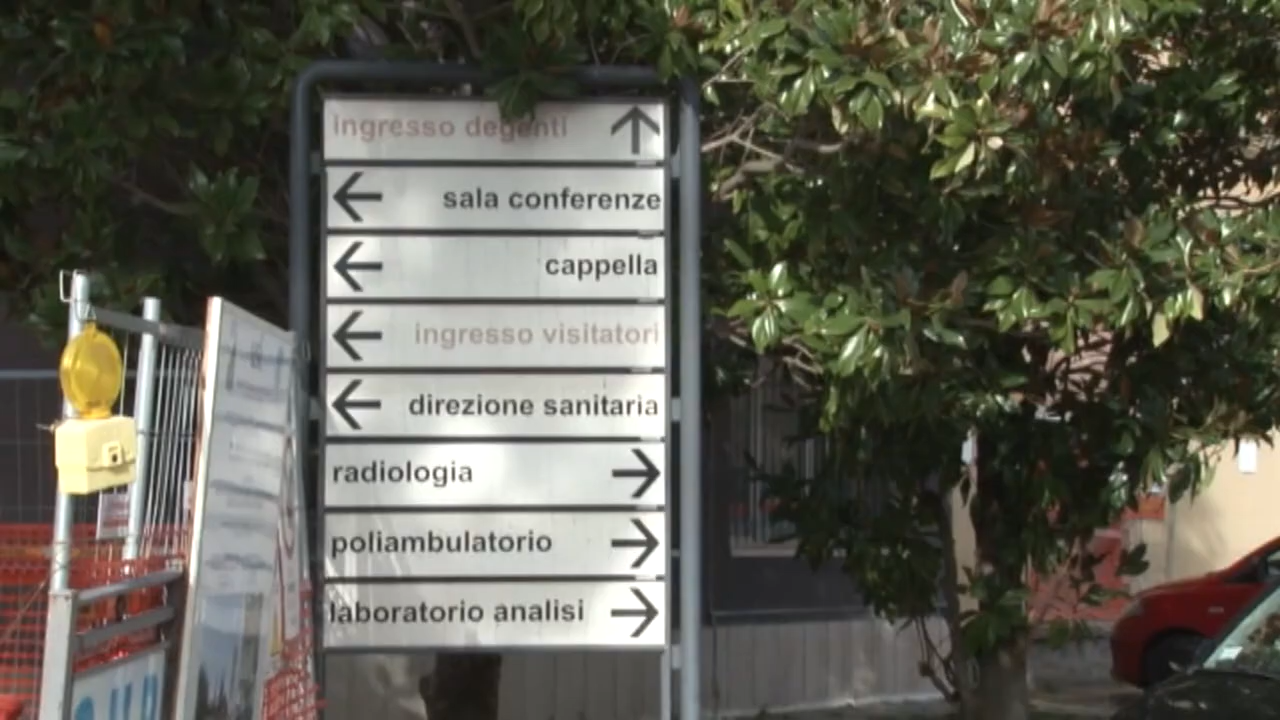 ingresso degenti
sala conferenze
cappella
ingresso visitatori
direzione sanitaria
radiologia
poliambulatorio
laboratorio analisi